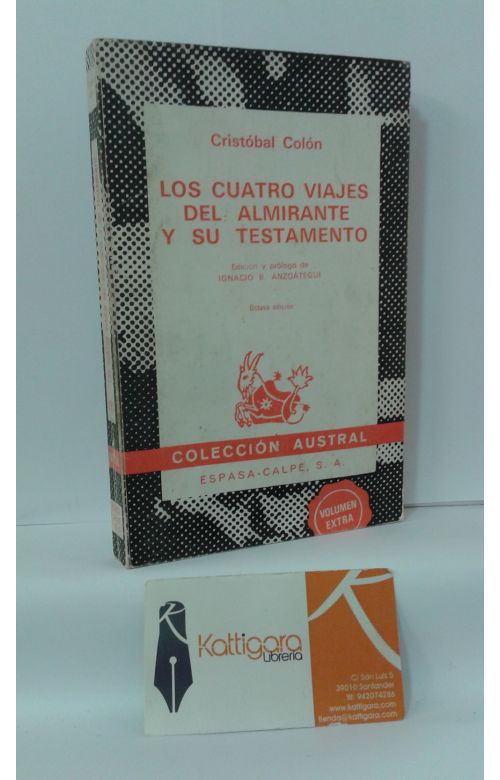 Cristóbal Colón
LOS CUATRO VIAJES
DEL ALMIRANTE
Y SU TESTAMENTO
Edición y prólogo de
IGNACIO B. ANZOÁTEGUI
Octava edición
COLECCIÓN AUSTRAL
ESPASA-CALPE, S. A.
VOLUMEN
EXTRA
Kattigara
Librería
C/ San Luis 5
39010 Santander
tlf: 942074286
www.kattigara.com
tienda@kattigara.com